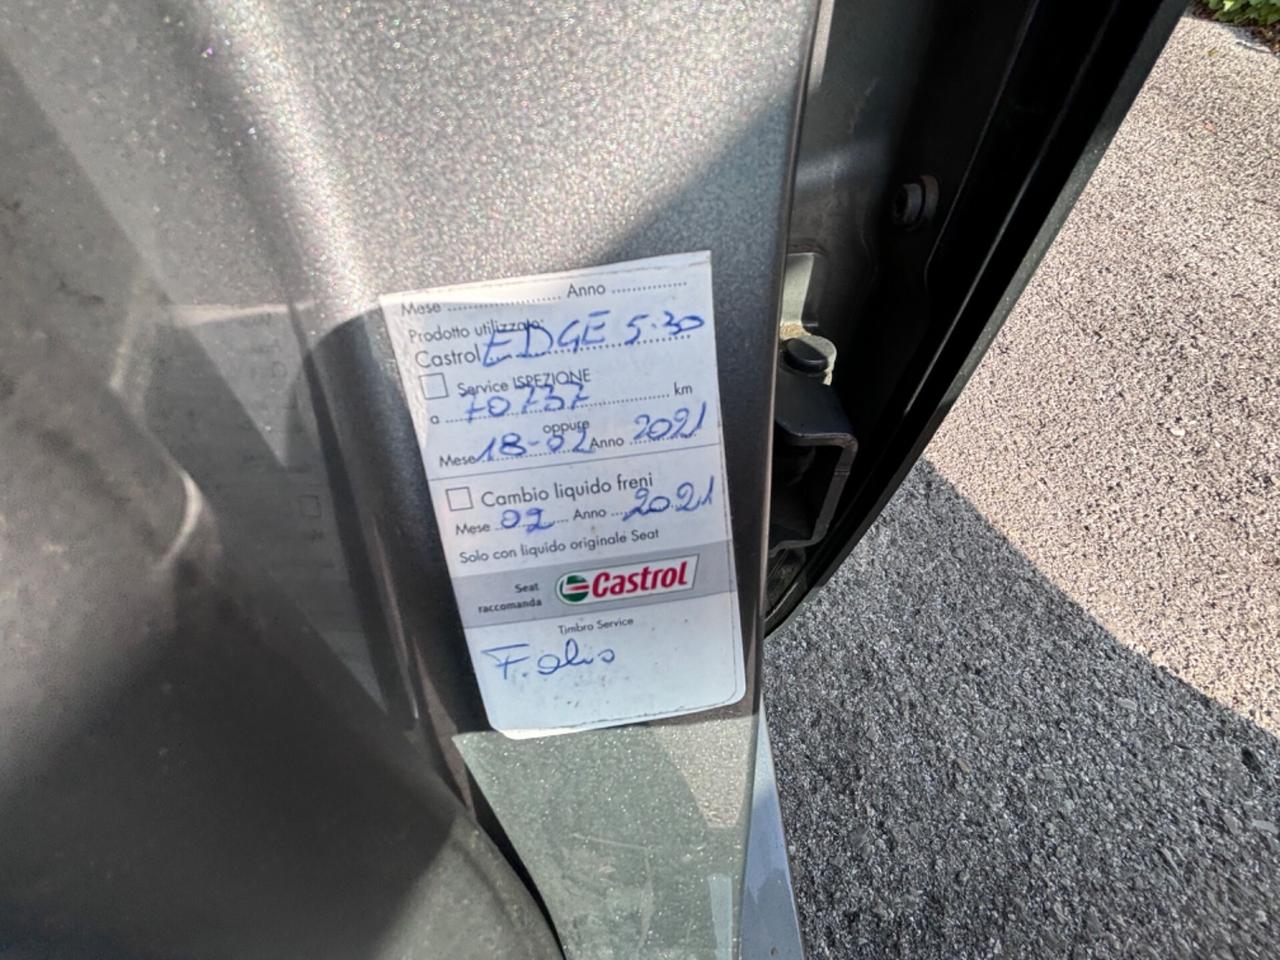 Mese .................... Anno ..............
Prodotto utilizzato:
Castrol EDGE 5.30
Service ISPEZIONE
a 70737 km
oppure
Mese 18-02 Anno 2021
Cambio liquido freni
Mese 02 Anno 2021
Solo con liquido originale Seat
Seat raccomanda Castrol
Timbro Service
F. olio